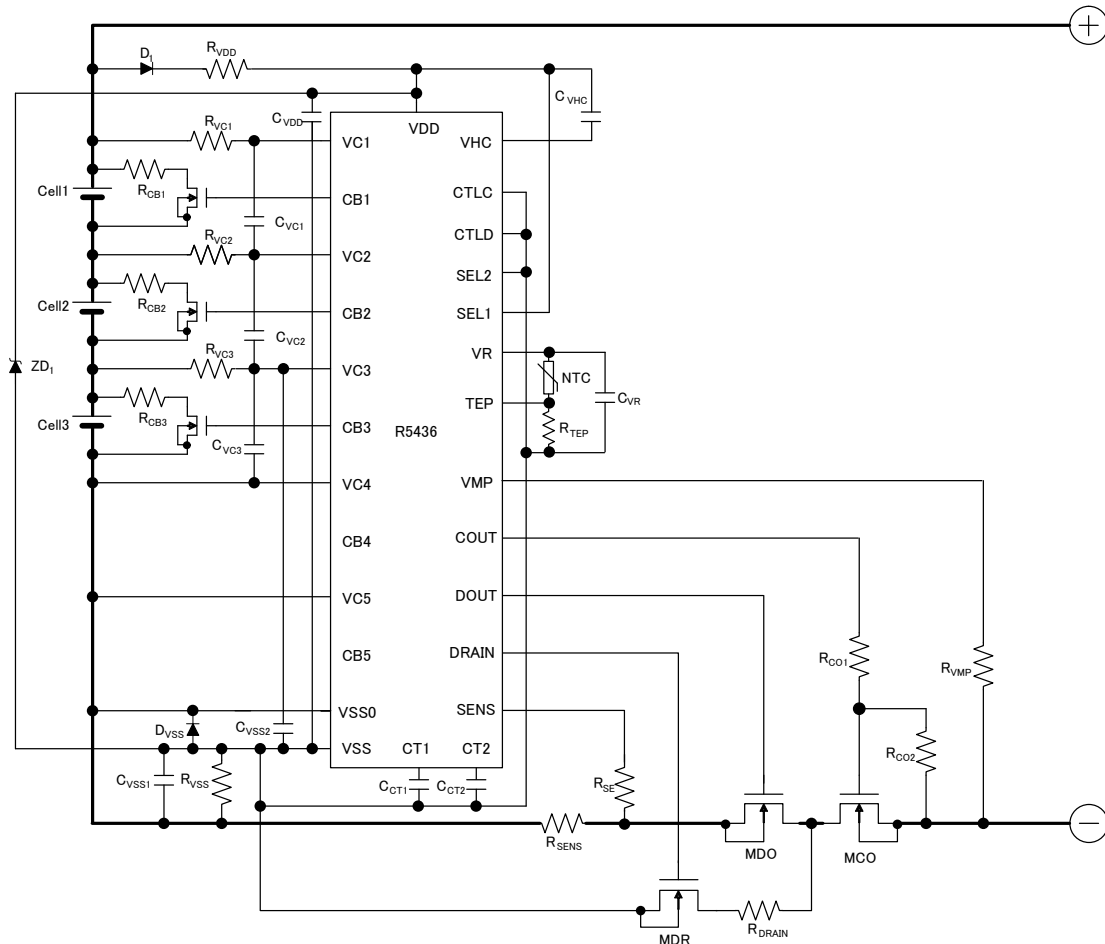 +
D1
RVDD
CVHC
CVDD
VDD
RVC1
VC1
VHC
Cell1
RCB1
CB1
CTLC
CVC1
RVC2
VC2
CTLD
SEL2
Cell2
RCB2
CB2
SEL1
CVC2
RVC3
VC3
VR
ZD1
NTC
CVR
TEP
Cell3
RCB3
CB3
R5436
RTEP
CVC3
VC4
VMP
CB4
COUT
VC5
DOUT
CB5
DRAIN
RCO1
RVMP
VSS0
SENS
DVSS
CVSS2
VSS
CT1
CT2
RCO2
CVSS1
RVSS
CCT1
CCT2
RSE
RSENS
MDO
MCO
−
MDR
RDRAIN